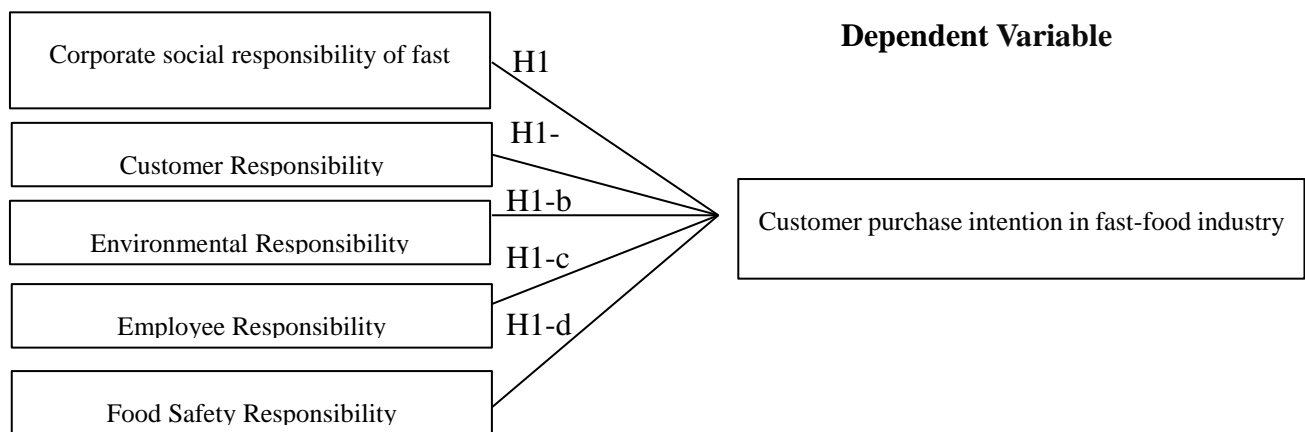 Dependent Variable
Corporate social responsibility of fast
H1
H1-
Customer Responsibility
H1-b
Environmental Responsibility
Customer purchase intention in fast-food industry
H1-c
Employee Responsibility
H1-d
Food Safety Responsibility